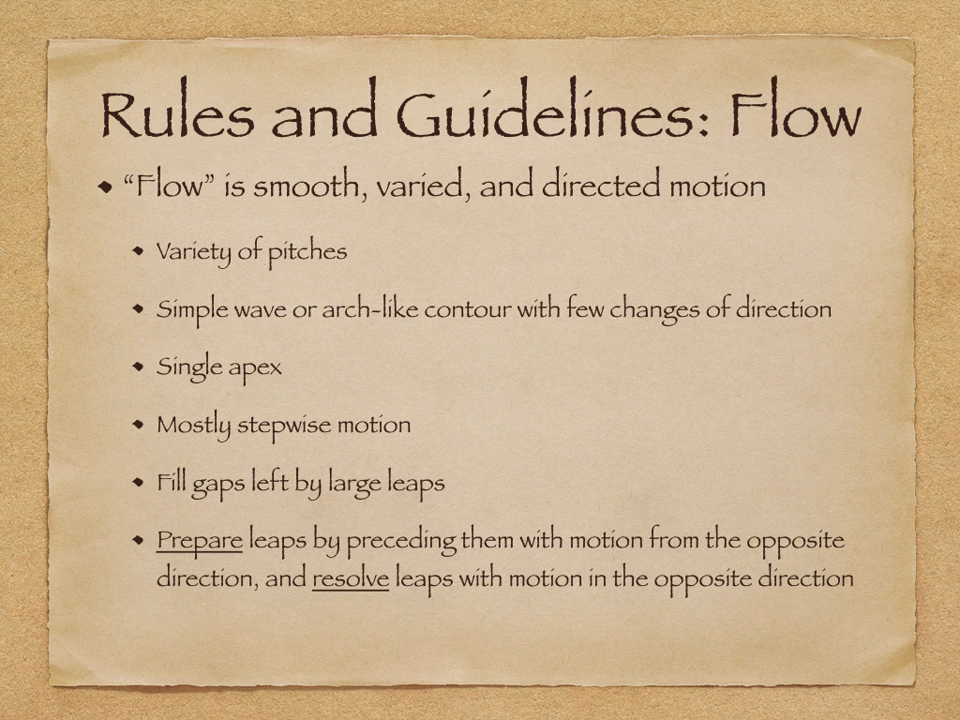 Rules and Guidelines: Flow
“Flow” is smooth, varied, and directed motion
Variety of pitches
Simple wave or arch-like contour with few changes of direction
Single apex
Mostly stepwise motion
Fill gaps left by large leaps
Prepare leaps by preceding them with motion from the opposite
direction, and resolve leaps with motion in the opposite direction